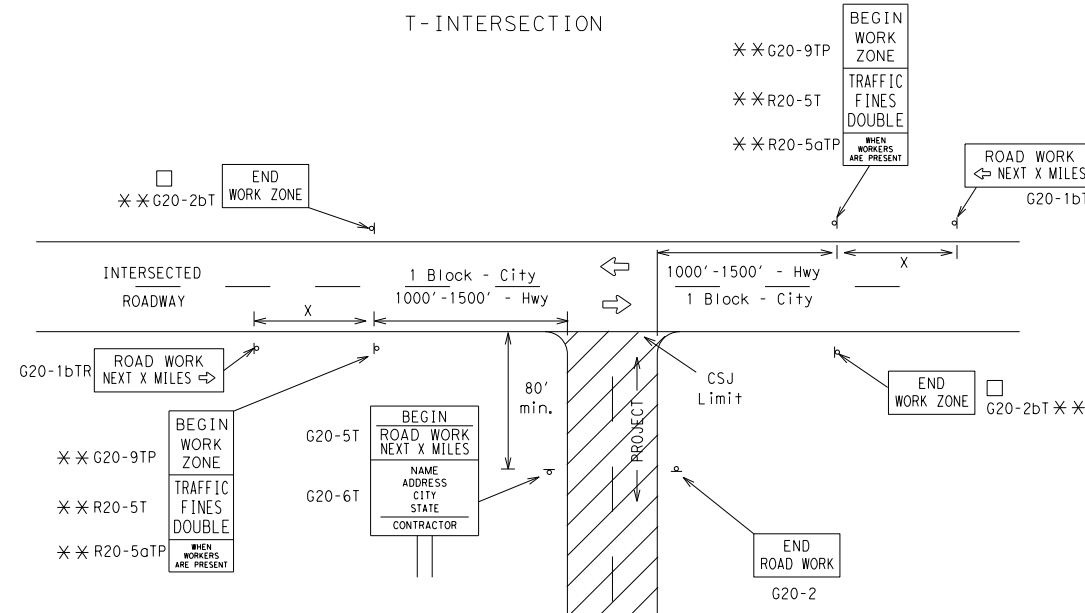 T-INTERSECTION
BEGIN
WORK
ZONE
TRAFFIC
FINES
DOUBLE
WHEN
WORKERS
ARE PRESENT
**G20-9TP
**R20-5T
**R20-5aTP
ROAD WORK
⇦ NEXT X MILES
G20-1bT
□
**G20-2bT
END
WORK ZONE
INTERSECTED
ROADWAY
X
1 Block - City
1000'-1500' - Hwy
1000'-1500' - Hwy
1 Block - City
X
G20-1bTR
ROAD WORK
NEXT X MILES ⇨
80'
min.
CSJ
Limit
PROJECT
END
WORK ZONE
□
G20-2bT **
**G20-9TP
**R20-5T
**R20-5aTP
BEGIN
WORK
ZONE
TRAFFIC
FINES
DOUBLE
WHEN
WORKERS
ARE PRESENT
G20-5T
G20-6T
BEGIN
ROAD WORK
NEXT X MILES
NAME
ADDRESS
CITY
STATE
CONTRACTOR
END
ROAD WORK
G20-2